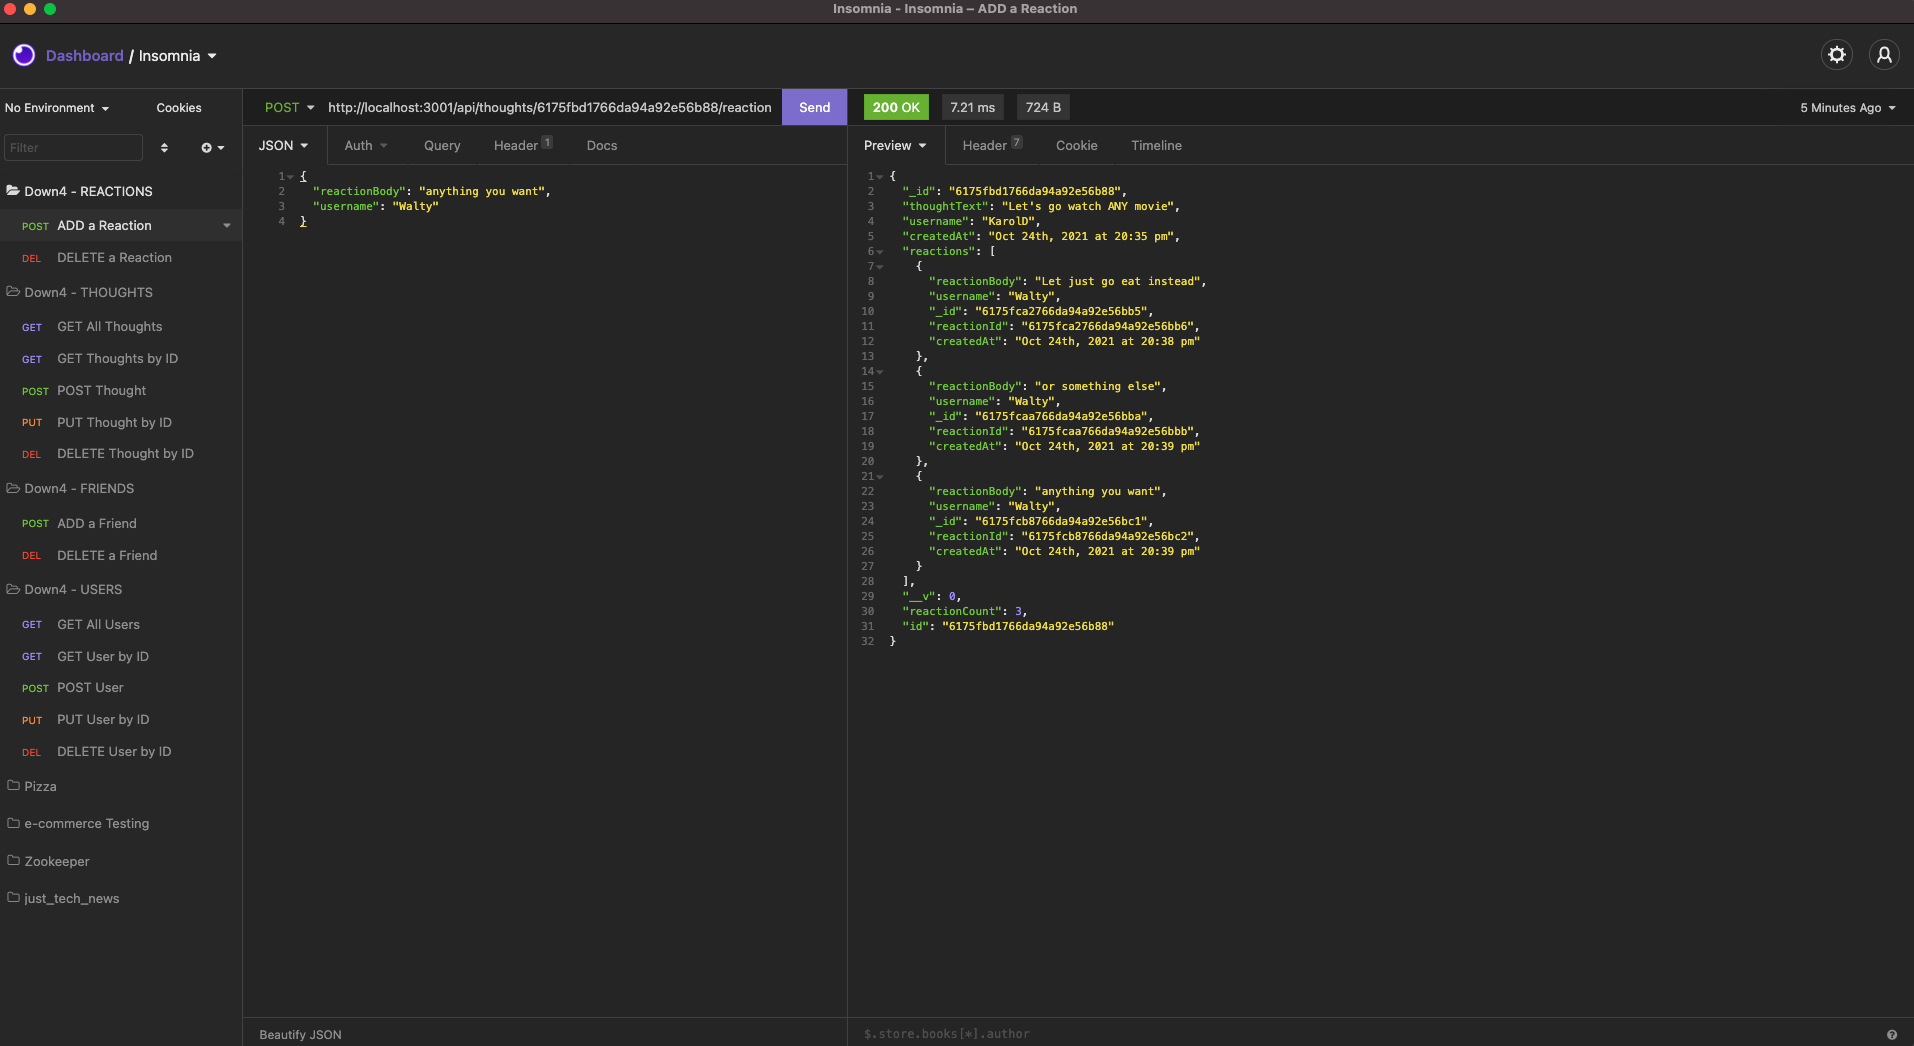 Insomnia - Insomnia – ADD a Reaction
Dashboard / Insomnia
No Environment
Cookies
Filter
Down4 - REACTIONS
POST ADD a Reaction
DEL DELETE a Reaction
Down4 - THOUGHTS
GET GET All Thoughts
GET GET Thoughts by ID
POST POST Thought
PUT PUT Thought by ID
DEL DELETE Thought by ID
Down4 - FRIENDS
POST ADD a Friend
DEL DELETE a Friend
Down4 - USERS
GET GET All Users
GET GET User by ID
POST POST User
PUT PUT User by ID
DEL DELETE User by ID
Pizza
e-commerce Testing
Zookeeper
just_tech_news
POST http://localhost:3001/api/thoughts/6175fbd1766da94a92e56b88/reaction Send
JSON Auth Query Header 1 Docs
1 {
2 "reactionBody": "anything you want",
3 "username": "Walty"
4 }
Beautify JSON
200 OK 7.21 ms 724 B 5 Minutes Ago
Preview Header 7 Cookie Timeline
1 {
2 "_id": "6175fbd1766da94a92e56b88",
3 "thoughtText": "Let's go watch ANY movie",
4 "username": "KarolD",
5 "createdAt": "Oct 24th, 2021 at 20:35 pm",
6 "reactions": [
7 {
8 "reactionBody": "Let just go eat instead",
9 "username": "Walty",
10 "_id": "6175fca2766da94a92e56bb5",
11 "reactionId": "6175fca2766da94a92e56bb6",
12 "createdAt": "Oct 24th, 2021 at 20:38 pm"
13 },
14 {
15 "reactionBody": "or something else",
16 "username": "Walty",
17 "_id": "6175fcaa766da94a92e56bba",
18 "reactionId": "6175fcaa766da94a92e56bbb",
19 "createdAt": "Oct 24th, 2021 at 20:39 pm"
20 },
21 {
22 "reactionBody": "anything you want",
23 "username": "Walty",
24 "_id": "6175fcb8766da94a92e56bc1",
25 "reactionId": "6175fcb8766da94a92e56bc2",
26 "createdAt": "Oct 24th, 2021 at 20:39 pm"
27 }
28 ],
29 "__v": 0,
30 "reactionCount": 3,
31 "id": "6175fbd1766da94a92e56b88"
32 }
$.store.books[*].author